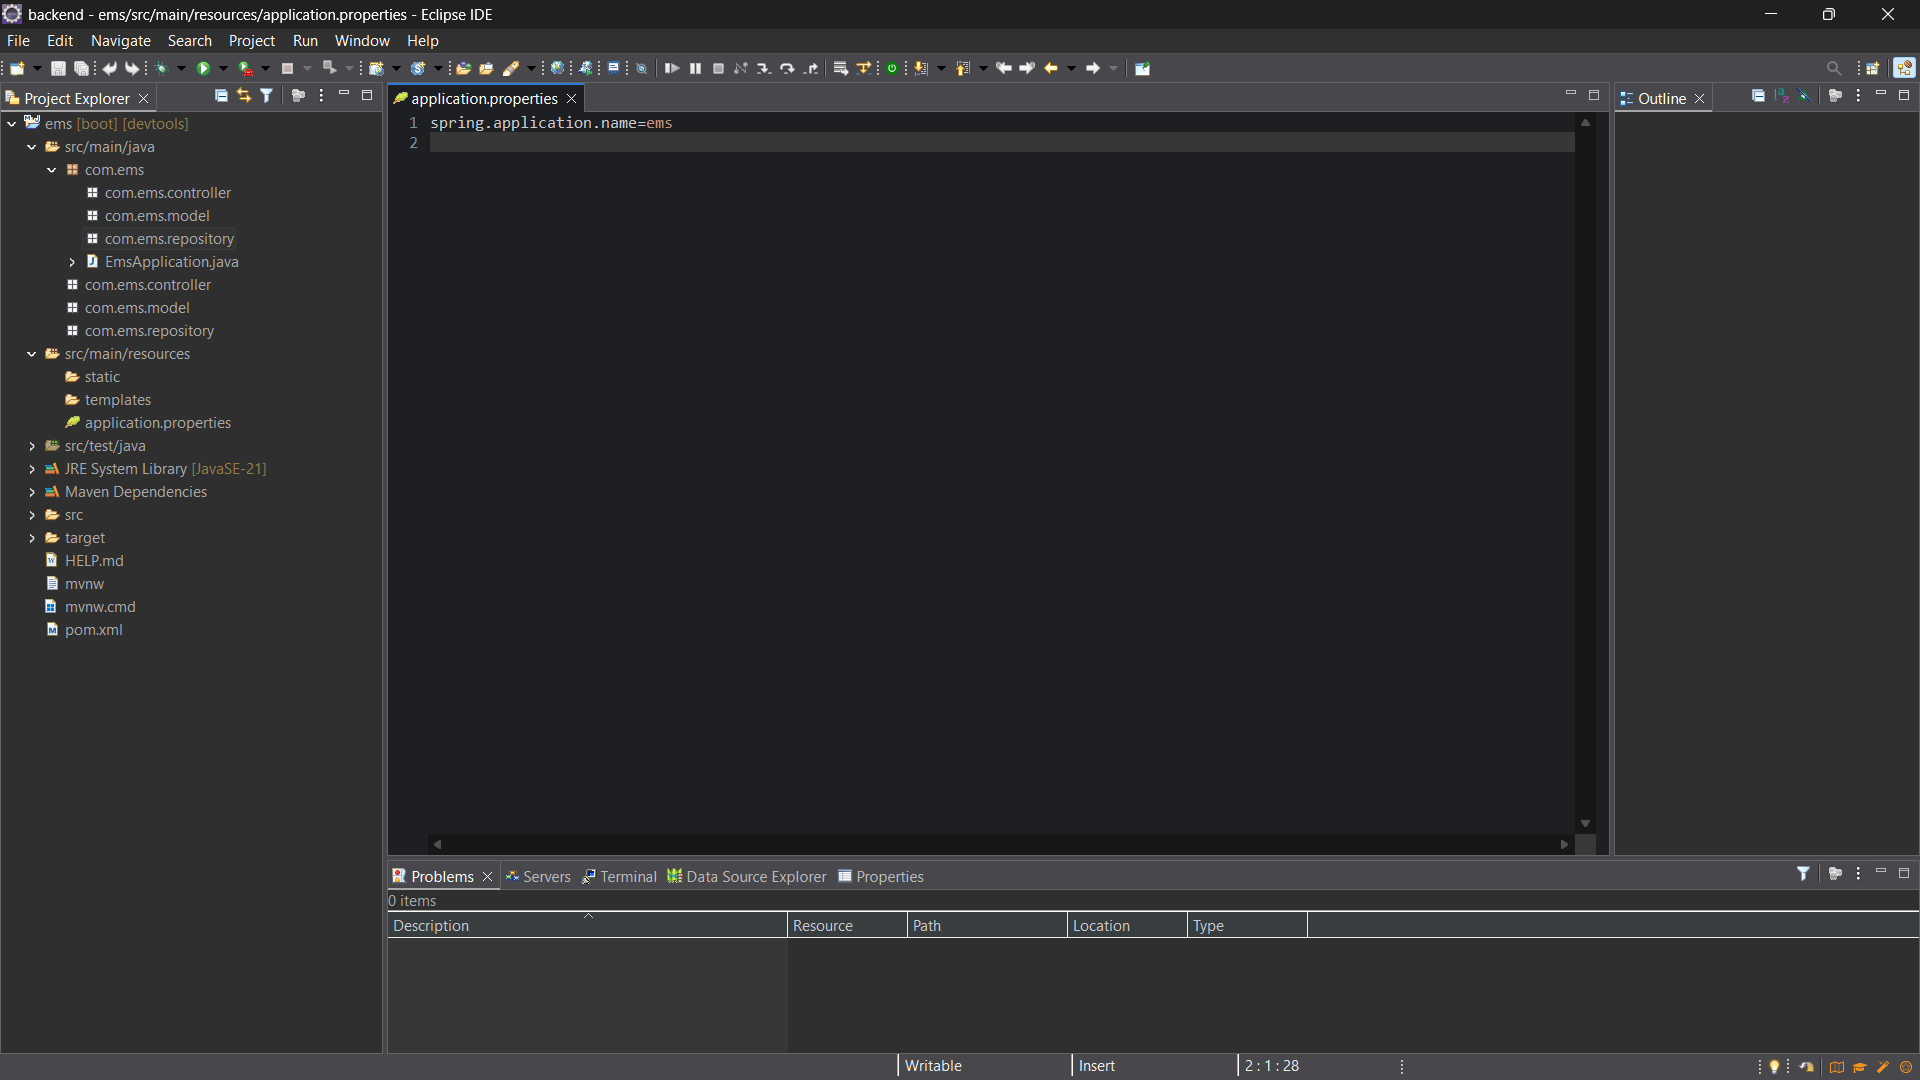 backend - ems/src/main/resources/application.properties - Eclipse IDE
File Edit Navigate Search Project Run Window Help
Project Explorer
application.properties
Outline
ems [boot] [devtools]
src/main/java
com.ems
com.ems.controller
com.ems.model
com.ems.repository
EmsApplication.java
com.ems.controller
com.ems.model
com.ems.repository
src/main/resources
static
templates
application.properties
src/test/java
JRE System Library [JavaSE-21]
Maven Dependencies
src
target
HELP.md
mvnw
mvnw.cmd
pom.xml
1 spring.application.name=ems
2
Problems Servers Terminal Data Source Explorer Properties
0 items
Description Resource Path Location Type
Writable Insert 2 : 1 : 28